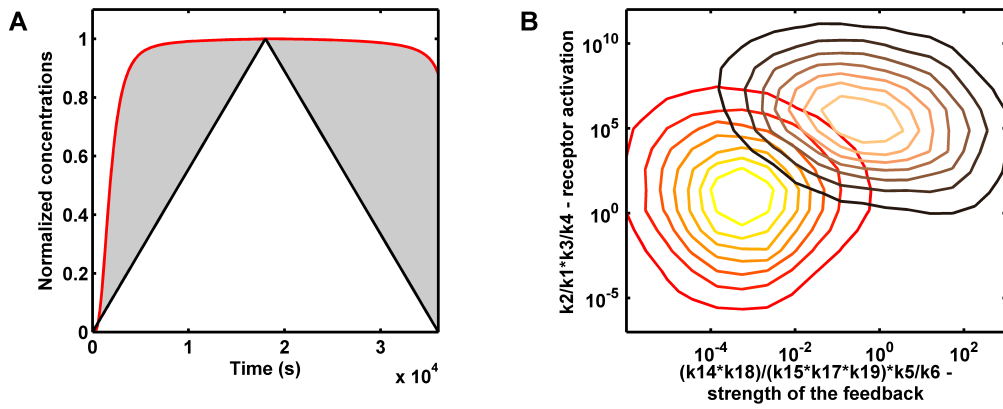 A
Normalized concentrations
1
0.8
0.6
0.4
0.2
0
0 1 2 3
x 10^4
Time (s)
B
k2/k1*k3/k4 - receptor activation
10^10
10^5
10^0
10^-5
10^-4 10^-2 10^0 10^2
(k14*k18)/(k15*k17*k19)*k5/k6 -
strength of the feedback